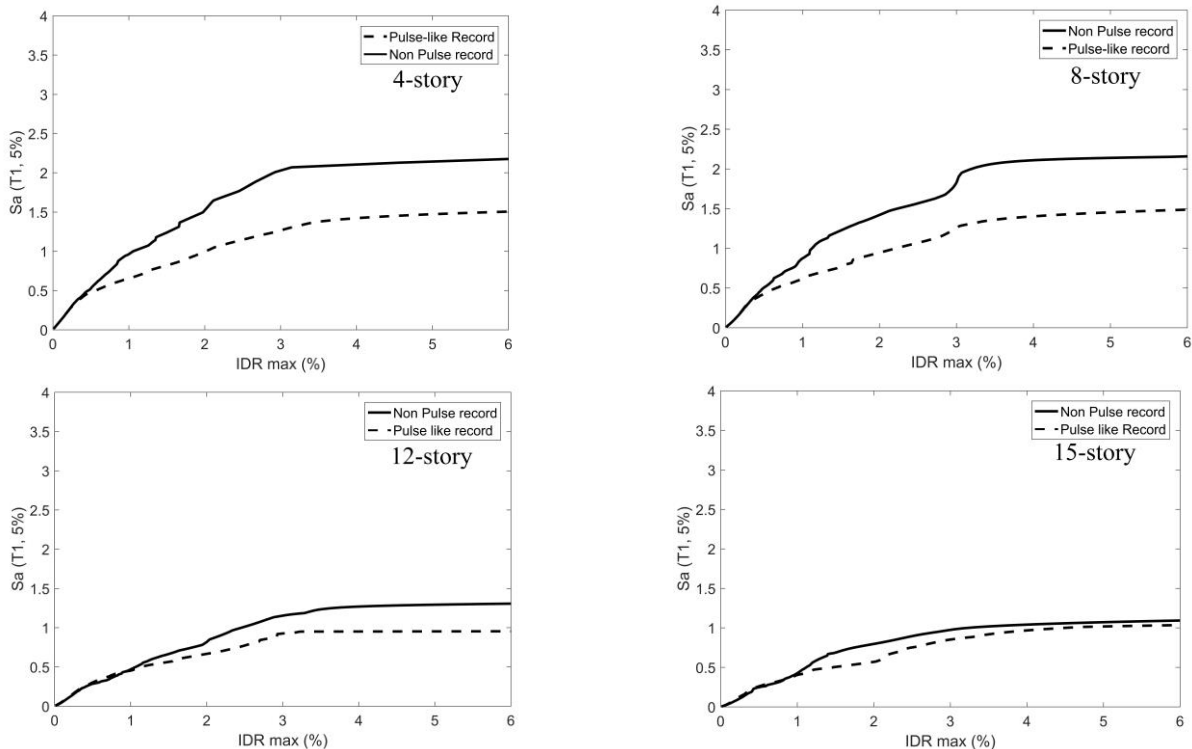 4
3.5
3
2.5
2
1.5
1
0.5
0
Sa (T1, 5%)
Pulse-like Record
Non Pulse record
4-story
0 1 2 3 4 5 6
IDR max (%)
4
3.5
3
2.5
2
1.5
1
0.5
0
Sa (T1, 5%)
Non Pulse record
Pulse-like record
8-story
0 1 2 3 4 5 6
IDR max (%)
4
3.5
3
2.5
2
1.5
1
0.5
0
Sa (T1, 5%)
Non Pulse record
Pulse like record
12-story
0 1 2 3 4 5 6
IDR max (%)
4
3.5
3
2.5
2
1.5
1
0.5
0
Sa (T1, 5%)
Non Pulse record
Pulse like Record
15-story
0 1 2 3 4 5 6
IDR max (%)